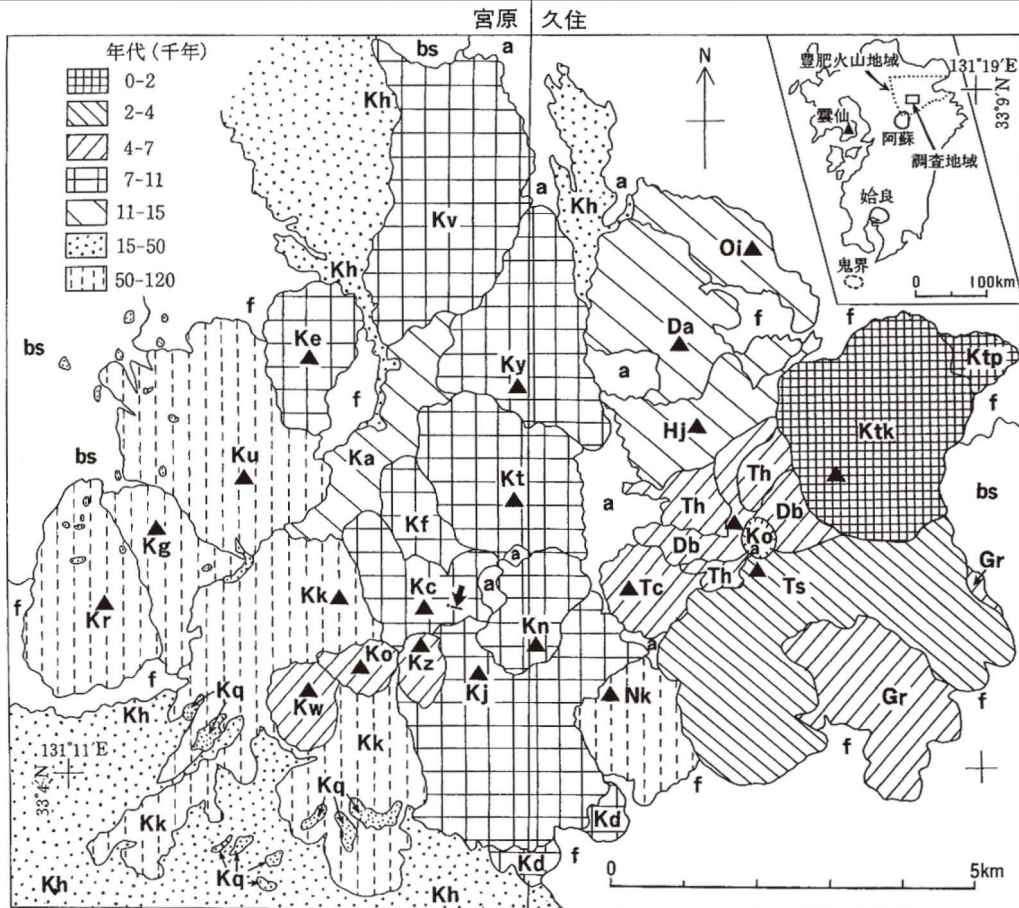 宮原 久住
年代 (千年)
0-2
2-4
4-7
7-11
11-15
15-50
50-120
N
豊肥火山地域
131°19′E
33°9′N
雲仙
阿蘇
調査地域
姶良
鬼界
0 100km
bs
a
Kh
Kv
a
Kh
a
Kh
Oi
f
Ke
Ky
Da
f
f
Ktp
f
bs
f
a
Ktk
Hj
Ku
Ka
Kt
Th
bs
bs
Kf
a
Th
Db
Kg
Ko
a
Db
a
Gr
Kk
Kc
a
Tc
Th
Ts
f
Kr
Kn
Kz
a
Ko
Kj
Nk
Gr
f
Kw
f
Kq
Kh
131°11′E
33°4′N
Kk
f
f
Kq
Kd
Kk
Kd
f
Kq
Kh
Kh
0 5km